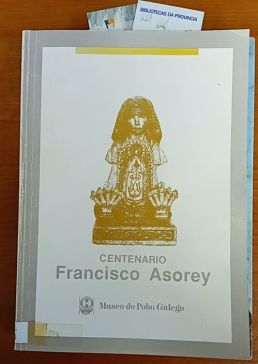 BIBLIOTECAS DA PROVINCIA
CENTENARIO
Francisco Asorey
Museo do Pobo Galego